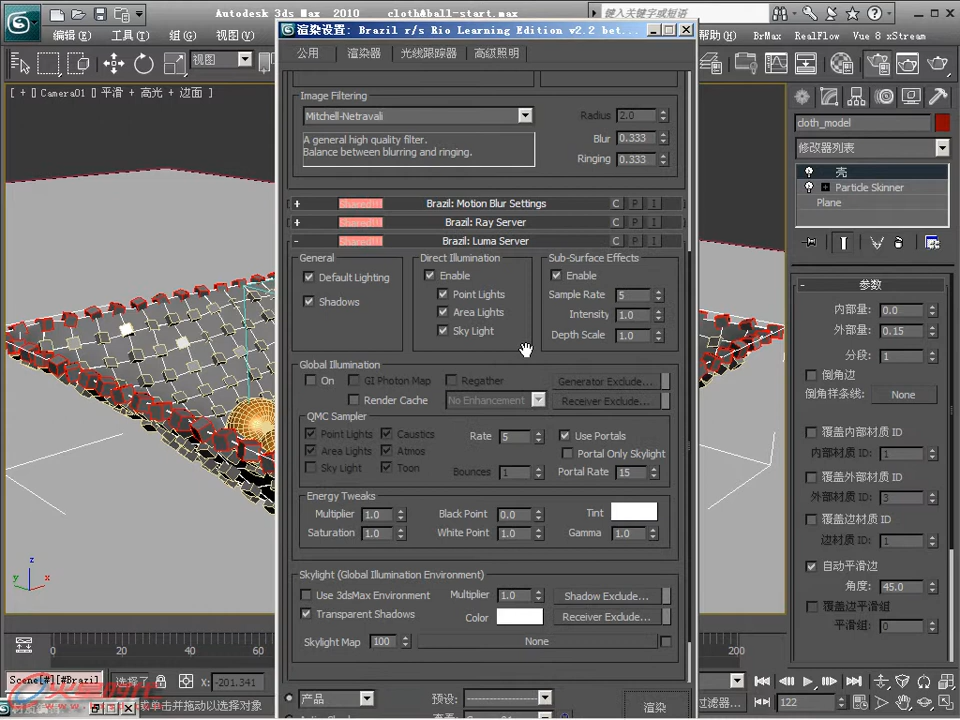 Autodesk 3ds Max 2010 cloth&ball-start.max
键入关键字或短语
编辑(E) 工具(T) 组(G) 视图(V)
渲染设置: Brazil r/s Rio Learning Edition v2.2 bet...
帮助(H) BrMax RealFlow Vue 8 xStream
公用 渲染器 光线跟踪器 高级照明
视图
[ + [] Camera01 ] 平滑 + 高光 + 边面 ]
Image Filtering
Mitchell-Netravali
Radius 2.0
A general high quality filter.
Balance between blurring and ringing.
Blur 0.333
Ringing 0.333
cloth_model
修改器列表
壳
Particle Skinner
Plane
+ Shared!!! Brazil: Motion Blur Settings C P I
+ Shared!!! Brazil: Ray Server C P I
- Shared!!! Brazil: Luma Server C P I
General
Default Lighting
Shadows
Direct Illumination
Enable
Point Lights
Area Lights
Sky Light
Sub-Surface Effects
Enable
Sample Rate 5
Intensity 1.0
Depth Scale 1.0
Global Illumination
On GI Photon Map Regather Generator Exclude...
Render Cache No Enhancement Receiver Exclude...
QMC Sampler
Point Lights Caustics Rate 5 Use Portals
Area Lights Atmos Portal Only Skylight
Sky Light Toon Bounces 1 Portal Rate 15
Energy Tweaks
Multiplier 1.0 Black Point 0.0 Tint
Saturation 1.0 White Point 1.0 Gamma 1.0
Skylight (Global Illumination Environment)
Use 3dsMax Environment Multiplier 1.0 Shadow Exclude...
Transparent Shadows Color Receiver Exclude...
Skylight Map 100 None
- 参数
内部量: 0.0
外部量: 0.15
分段: 1
倒角边
倒角样条线: None
覆盖内部材质 ID
内部材质 ID: 1
覆盖外部材质 ID
外部材质 ID: 3
覆盖边材质 ID
边材质 ID: 1
自动平滑边
角度: 45.0
覆盖边平滑组
平滑组: 0
z
y x
0 20 40 60 200
Scene[#][#Brazil] 选择了 X: -201.341
单击或单击并拖动以选择对象
产品 预设: 渲染
过滤器... 122